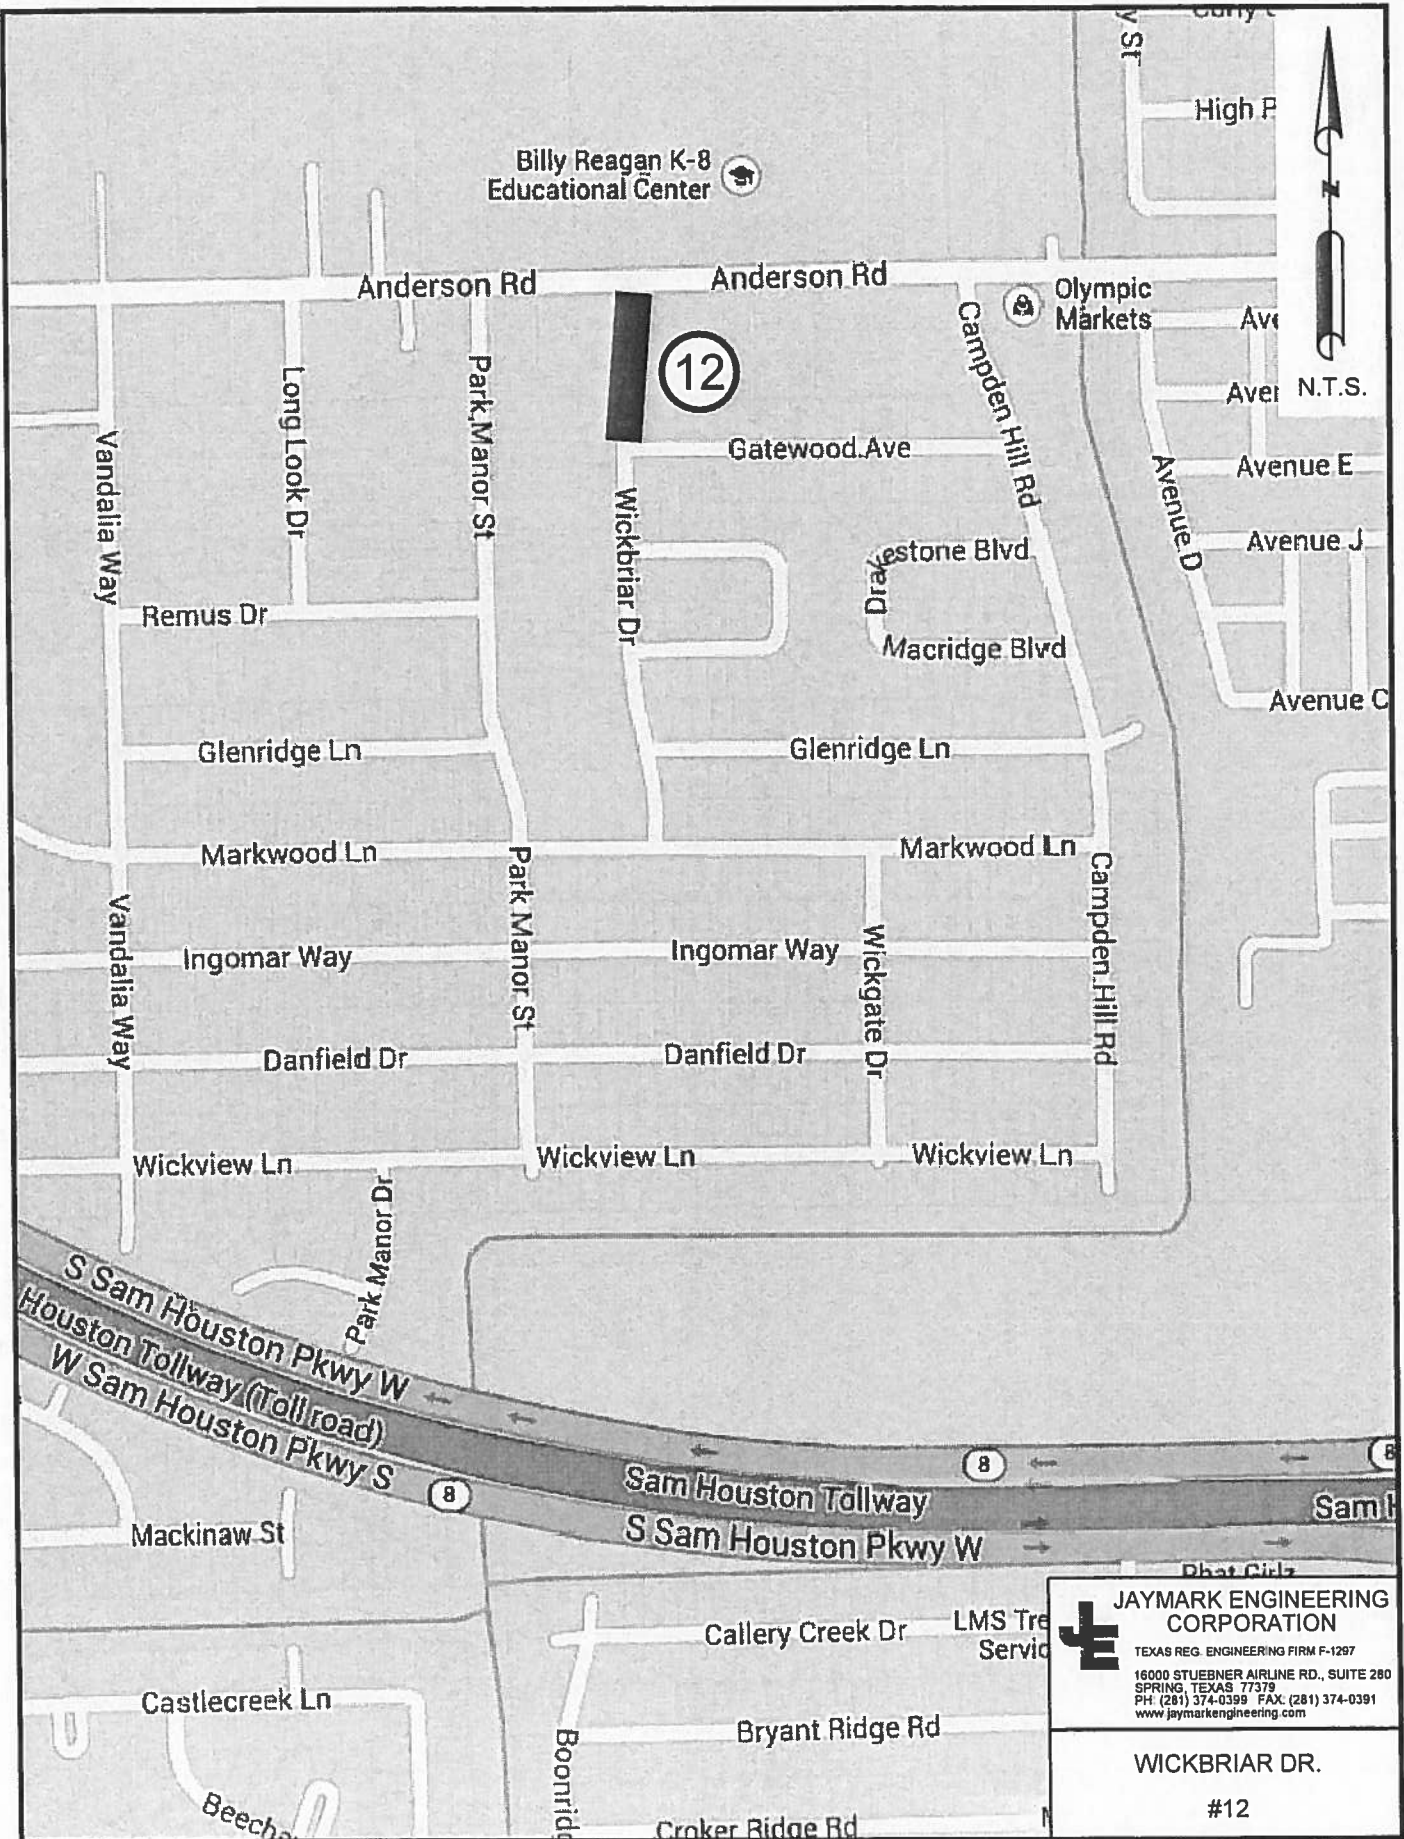 High
Billy Reagan K-8
Educational Center
N
Anderson Rd
Anderson Rd
Olympic
Markets
N.T.S.
12
Campden Hill Rd
Long Look Dr
Park Manor St
Vandalia Way
Gatewood Ave
Avenue E
Avenue D
Wickbriar Dr
Avenue J
Drakestone Blvd
Remus Dr
Macridge Blvd
Avenue C
Glenridge Ln
Glenridge Ln
Markwood Ln
Markwood Ln
Park Manor St
Campden Hill Rd
Vandalia Way
Ingomar Way
Ingomar Way
Wickgate Dr
Danfield Dr
Danfield Dr
Wickview Ln
Wickview Ln
Wickview Ln
Park Manor Dr
S Sam Houston Pkwy W
Houston Tollway (Toll road)
W Sam Houston Pkwy S
8
8
8
Sam Houston Tollway
Sam
S Sam Houston Pkwy W
Mackinaw St
Phat Girlz
Callery Creek Dr
LMS
Castlecreek Ln
Bryant Ridge Rd
Croker Ridge Rd
JE
JAYMARK ENGINEERING
CORPORATION
TEXAS REG. ENGINEERING FIRM F-1297
16000 STUEBNER AIRLINE RD., SUITE 280
SPRING, TEXAS 77379
PH: (281) 374-0399 FAX: (281) 374-0391
www.jaymarkengineering.com
WICKBRIAR DR.
#12